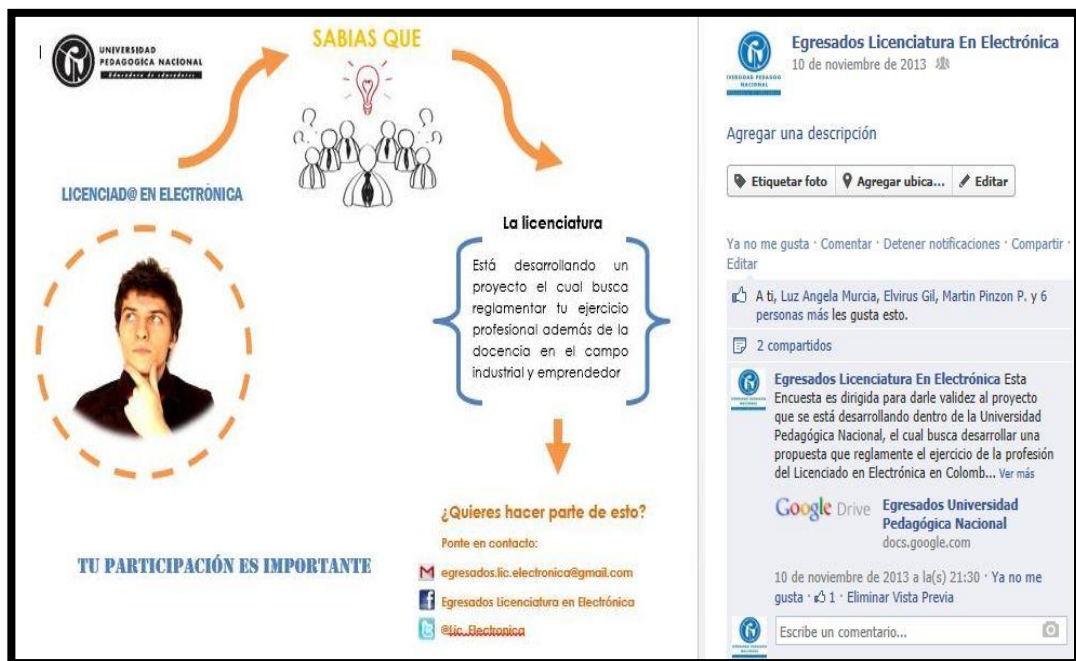 UNIVERSIDAD
PEDAGOGÍCA NACIONAL
Educadora de educadores
SABIAS QUE
LICENCIAD@ EN ELECTRÓNICA
La licenciatura
Está desarrollando un
proyecto el cual busca
reglamentar tu ejercicio
profesional además de la
docencia en el campo
industrial y emprendedor
¿Quieres hacer parte de esto?
Ponte en contacto:
egresados.lic.electronica@gmail.com
Egresados Licenciatura en Electrónica
@Lic_Electronica
TU PARTICIPACIÓN ES IMPORTANTE
Egresados Licenciatura En Electrónica
10 de noviembre de 2013
Agregar una descripción
Etiquetar foto
Agregar ubica...
Editar
Ya no me gusta · Comentar · Detener notificaciones · Compartir ·
Editar
A ti, Luz Angela Murcia, Elvirus Gil, Martin Pinzon P. y 6
personas más les gusta esto.
2 compartidos
Egresados Licenciatura En Electrónica Esta
Encuesta es dirigida para darle validez al proyecto
que se está desarrollando dentro de la Universidad
Pedagógica Nacional, el cual busca desarrollar una
propuesta que reglamente el ejercicio de la profesión
del Licenciado en Electrónica en Colomb... Ver más
Google Drive
Egresados Universidad
Pedagógica Nacional
docs.google.com
10 de noviembre de 2013 a la(s) 21:30 · Ya no me
gusta · 1 · Eliminar Vista Previa
Escribe un comentario...